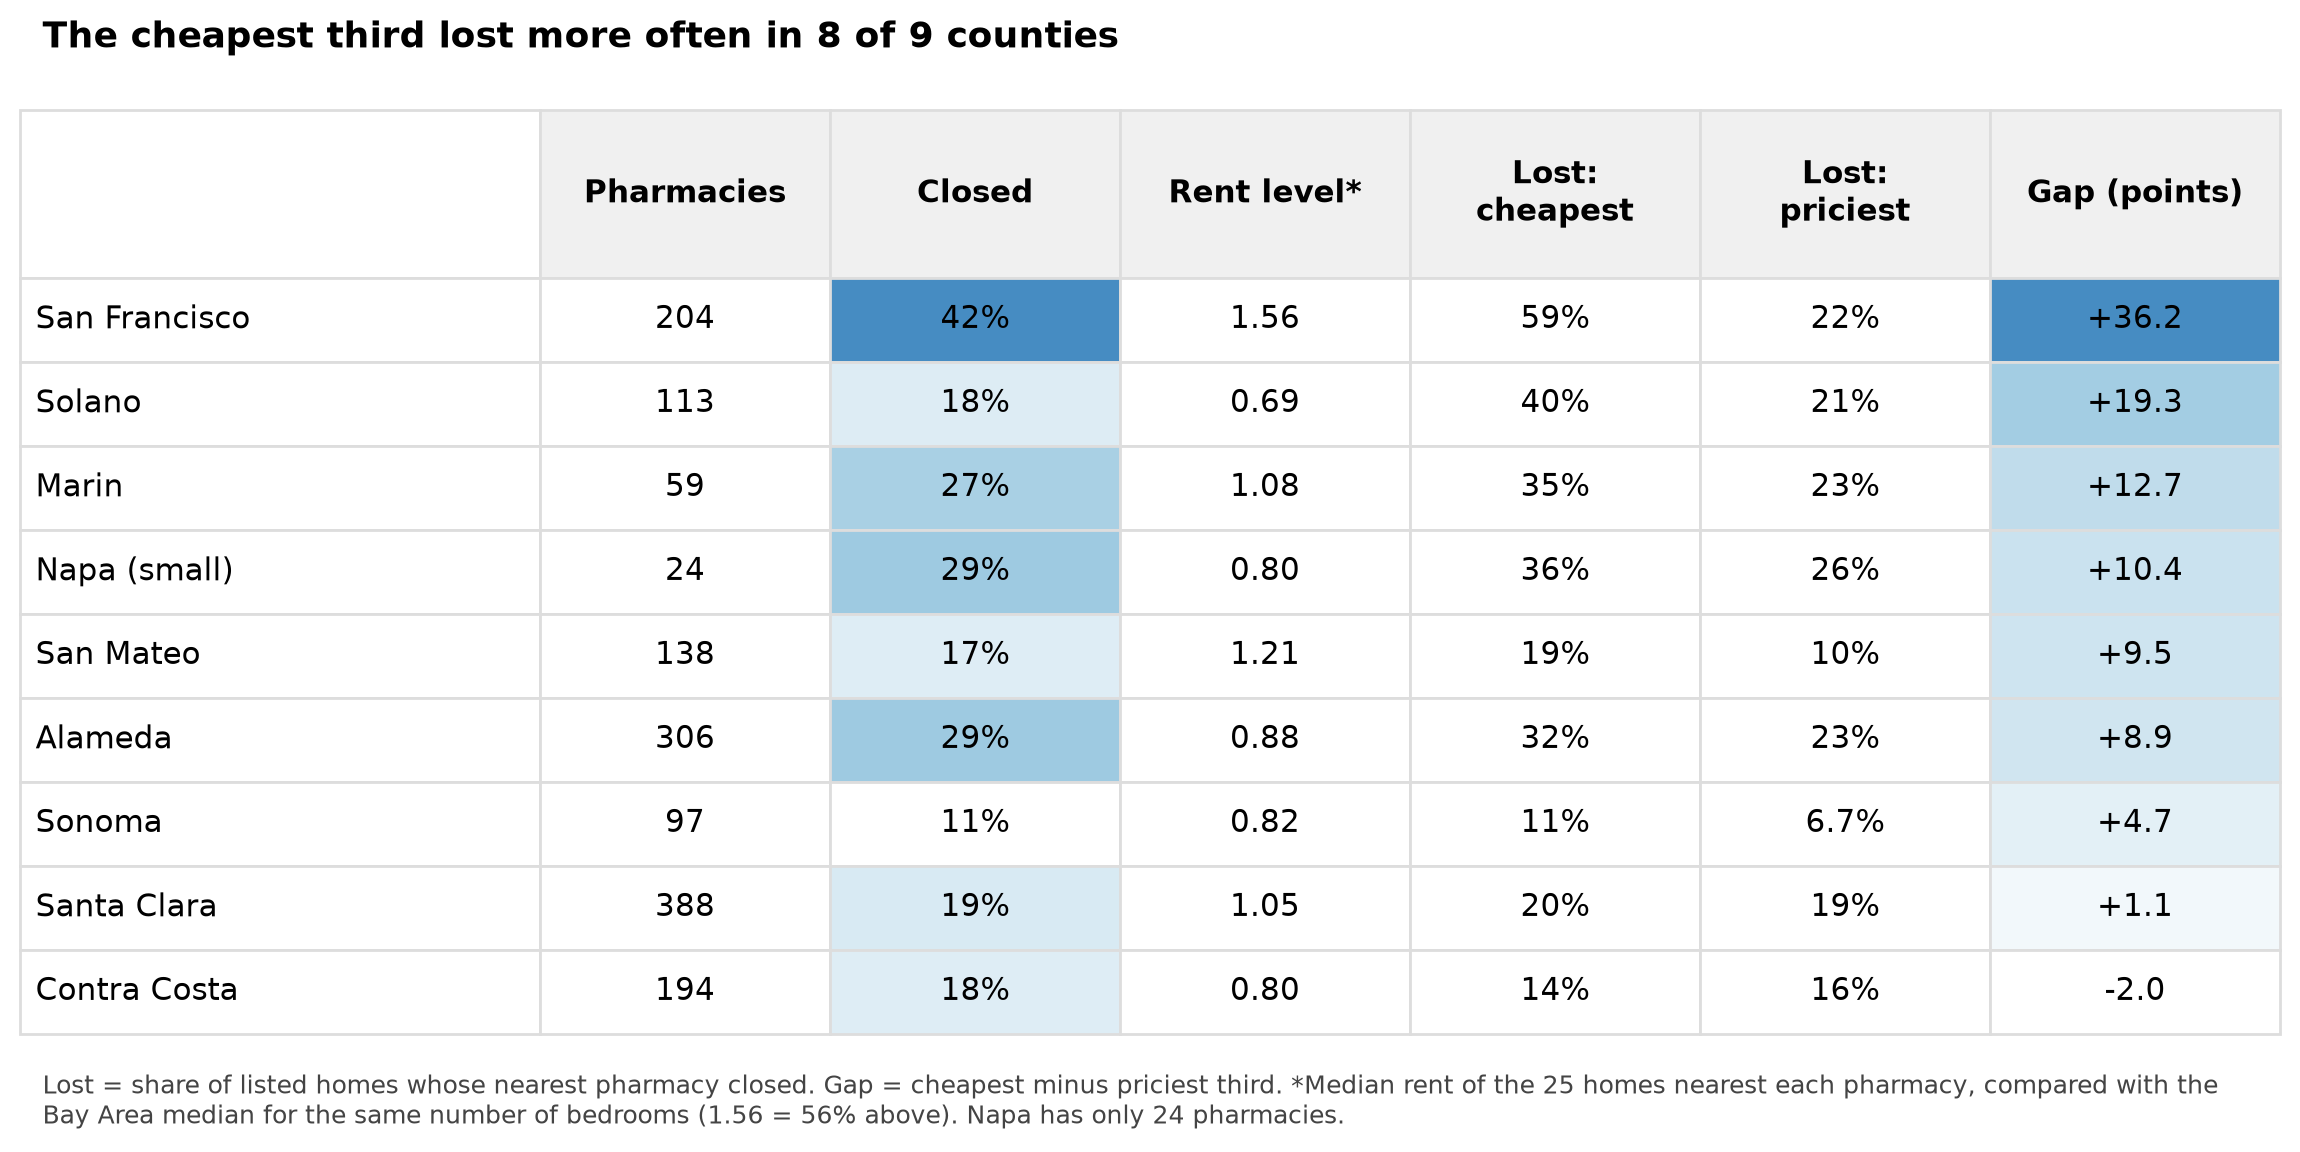 The cheapest third lost more often in 8 of 9 counties
Pharmacies Closed Rent level* Lost: cheapest Lost: priciest Gap (points)
San Francisco 204 42% 1.56 59% 22% +36.2
Solano 113 18% 0.69 40% 21% +19.3
Marin 59 27% 1.08 35% 23% +12.7
Napa (small) 24 29% 0.80 36% 26% +10.4
San Mateo 138 17% 1.21 19% 10% +9.5
Alameda 306 29% 0.88 32% 23% +8.9
Sonoma 97 11% 0.82 11% 6.7% +4.7
Santa Clara 388 19% 1.05 20% 19% +1.1
Contra Costa 194 18% 0.80 14% 16% -2.0
Lost = share of listed homes whose nearest pharmacy closed. Gap = cheapest minus priciest third. *Median rent of the 25 homes nearest each pharmacy, compared with the
Bay Area median for the same number of bedrooms (1.56 = 56% above). Napa has only 24 pharmacies.